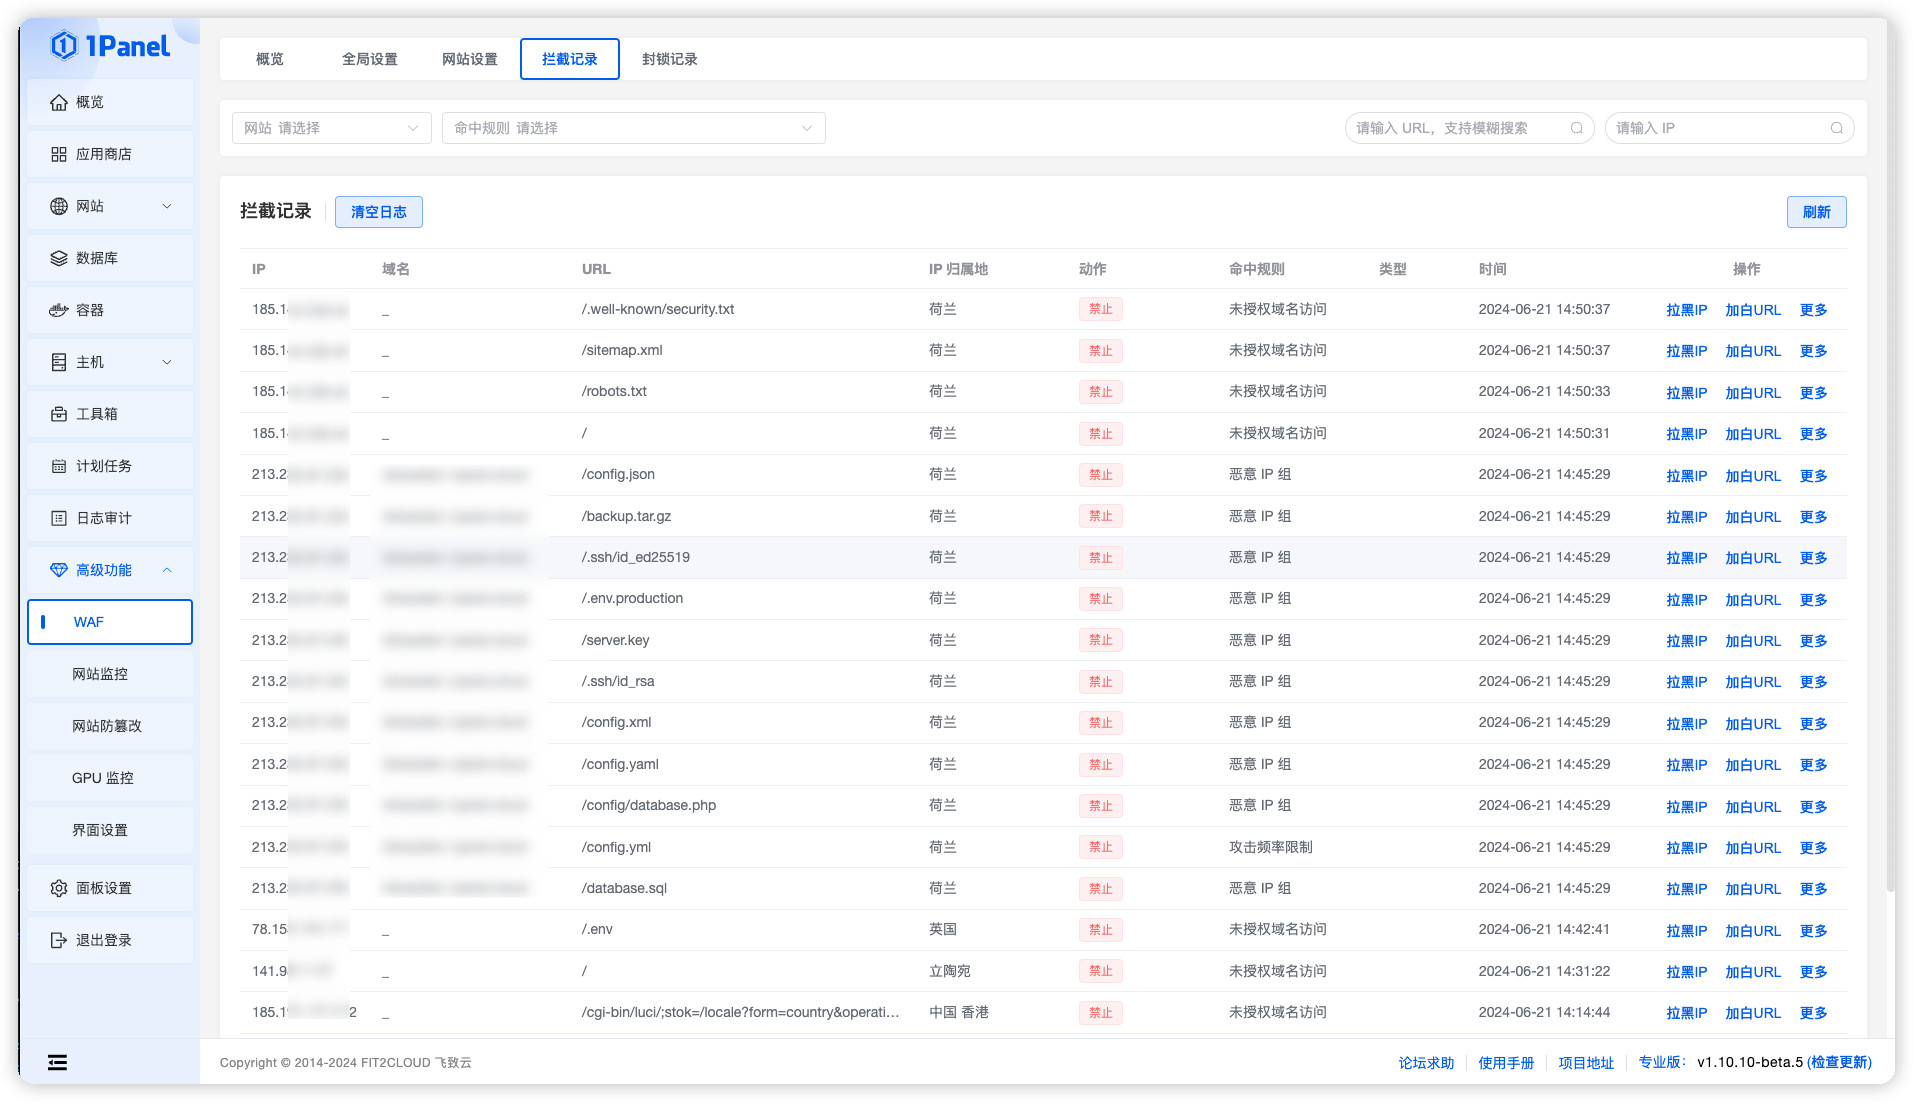 1Panel
概览
应用商店
网站
数据库
容器
主机
工具箱
计划任务
日志审计
高级功能
WAF
网站监控
网站防篡改
GPU 监控
界面设置
面板设置
退出登录
概览 全局设置 网站设置 拦截记录 封锁记录
网站 请选择 命中规则 请选择 请输入 URL，支持模糊搜索 请输入 IP
拦截记录 清空日志 刷新
IP 域名 URL IP 归属地 动作 命中规则 类型 时间 操作
185.1 _ /.well-known/security.txt 荷兰 禁止 未授权域名访问 2024-06-21 14:50:37 拉黑IP 加白URL 更多
185.1 _ /sitemap.xml 荷兰 禁止 未授权域名访问 2024-06-21 14:50:37 拉黑IP 加白URL 更多
185.1 _ /robots.txt 荷兰 禁止 未授权域名访问 2024-06-21 14:50:33 拉黑IP 加白URL 更多
185.1 _ / 荷兰 禁止 未授权域名访问 2024-06-21 14:50:31 拉黑IP 加白URL 更多
213.2 /config.json 荷兰 禁止 恶意 IP 组 2024-06-21 14:45:29 拉黑IP 加白URL 更多
213.2 /backup.tar.gz 荷兰 禁止 恶意 IP 组 2024-06-21 14:45:29 拉黑IP 加白URL 更多
213.2 /.ssh/id_ed25519 荷兰 禁止 恶意 IP 组 2024-06-21 14:45:29 拉黑IP 加白URL 更多
213.2 /.env.production 荷兰 禁止 恶意 IP 组 2024-06-21 14:45:29 拉黑IP 加白URL 更多
213.2 /server.key 荷兰 禁止 恶意 IP 组 2024-06-21 14:45:29 拉黑IP 加白URL 更多
213.2 /.ssh/id_rsa 荷兰 禁止 恶意 IP 组 2024-06-21 14:45:29 拉黑IP 加白URL 更多
213.2 /config.xml 荷兰 禁止 恶意 IP 组 2024-06-21 14:45:29 拉黑IP 加白URL 更多
213.2 /config.yaml 荷兰 禁止 恶意 IP 组 2024-06-21 14:45:29 拉黑IP 加白URL 更多
213.2 /config/database.php 荷兰 禁止 恶意 IP 组 2024-06-21 14:45:29 拉黑IP 加白URL 更多
213.2 /config.yml 荷兰 禁止 攻击频率限制 2024-06-21 14:45:29 拉黑IP 加白URL 更多
213.2 /database.sql 荷兰 禁止 恶意 IP 组 2024-06-21 14:45:29 拉黑IP 加白URL 更多
78.15 _ /.env 英国 禁止 未授权域名访问 2024-06-21 14:42:41 拉黑IP 加白URL 更多
141.9 _ / 立陶宛 禁止 未授权域名访问 2024-06-21 14:31:22 拉黑IP 加白URL 更多
185.1 2 _ /cgi-bin/luci/;stok=/locale?form=country&operati... 中国 香港 禁止 未授权域名访问 2024-06-21 14:14:44 拉黑IP 加白URL 更多
Copyright © 2014-2024 FIT2CLOUD 飞致云 论坛求助 使用手册 项目地址 专业版： v1.10.10-beta.5 (检查更新)